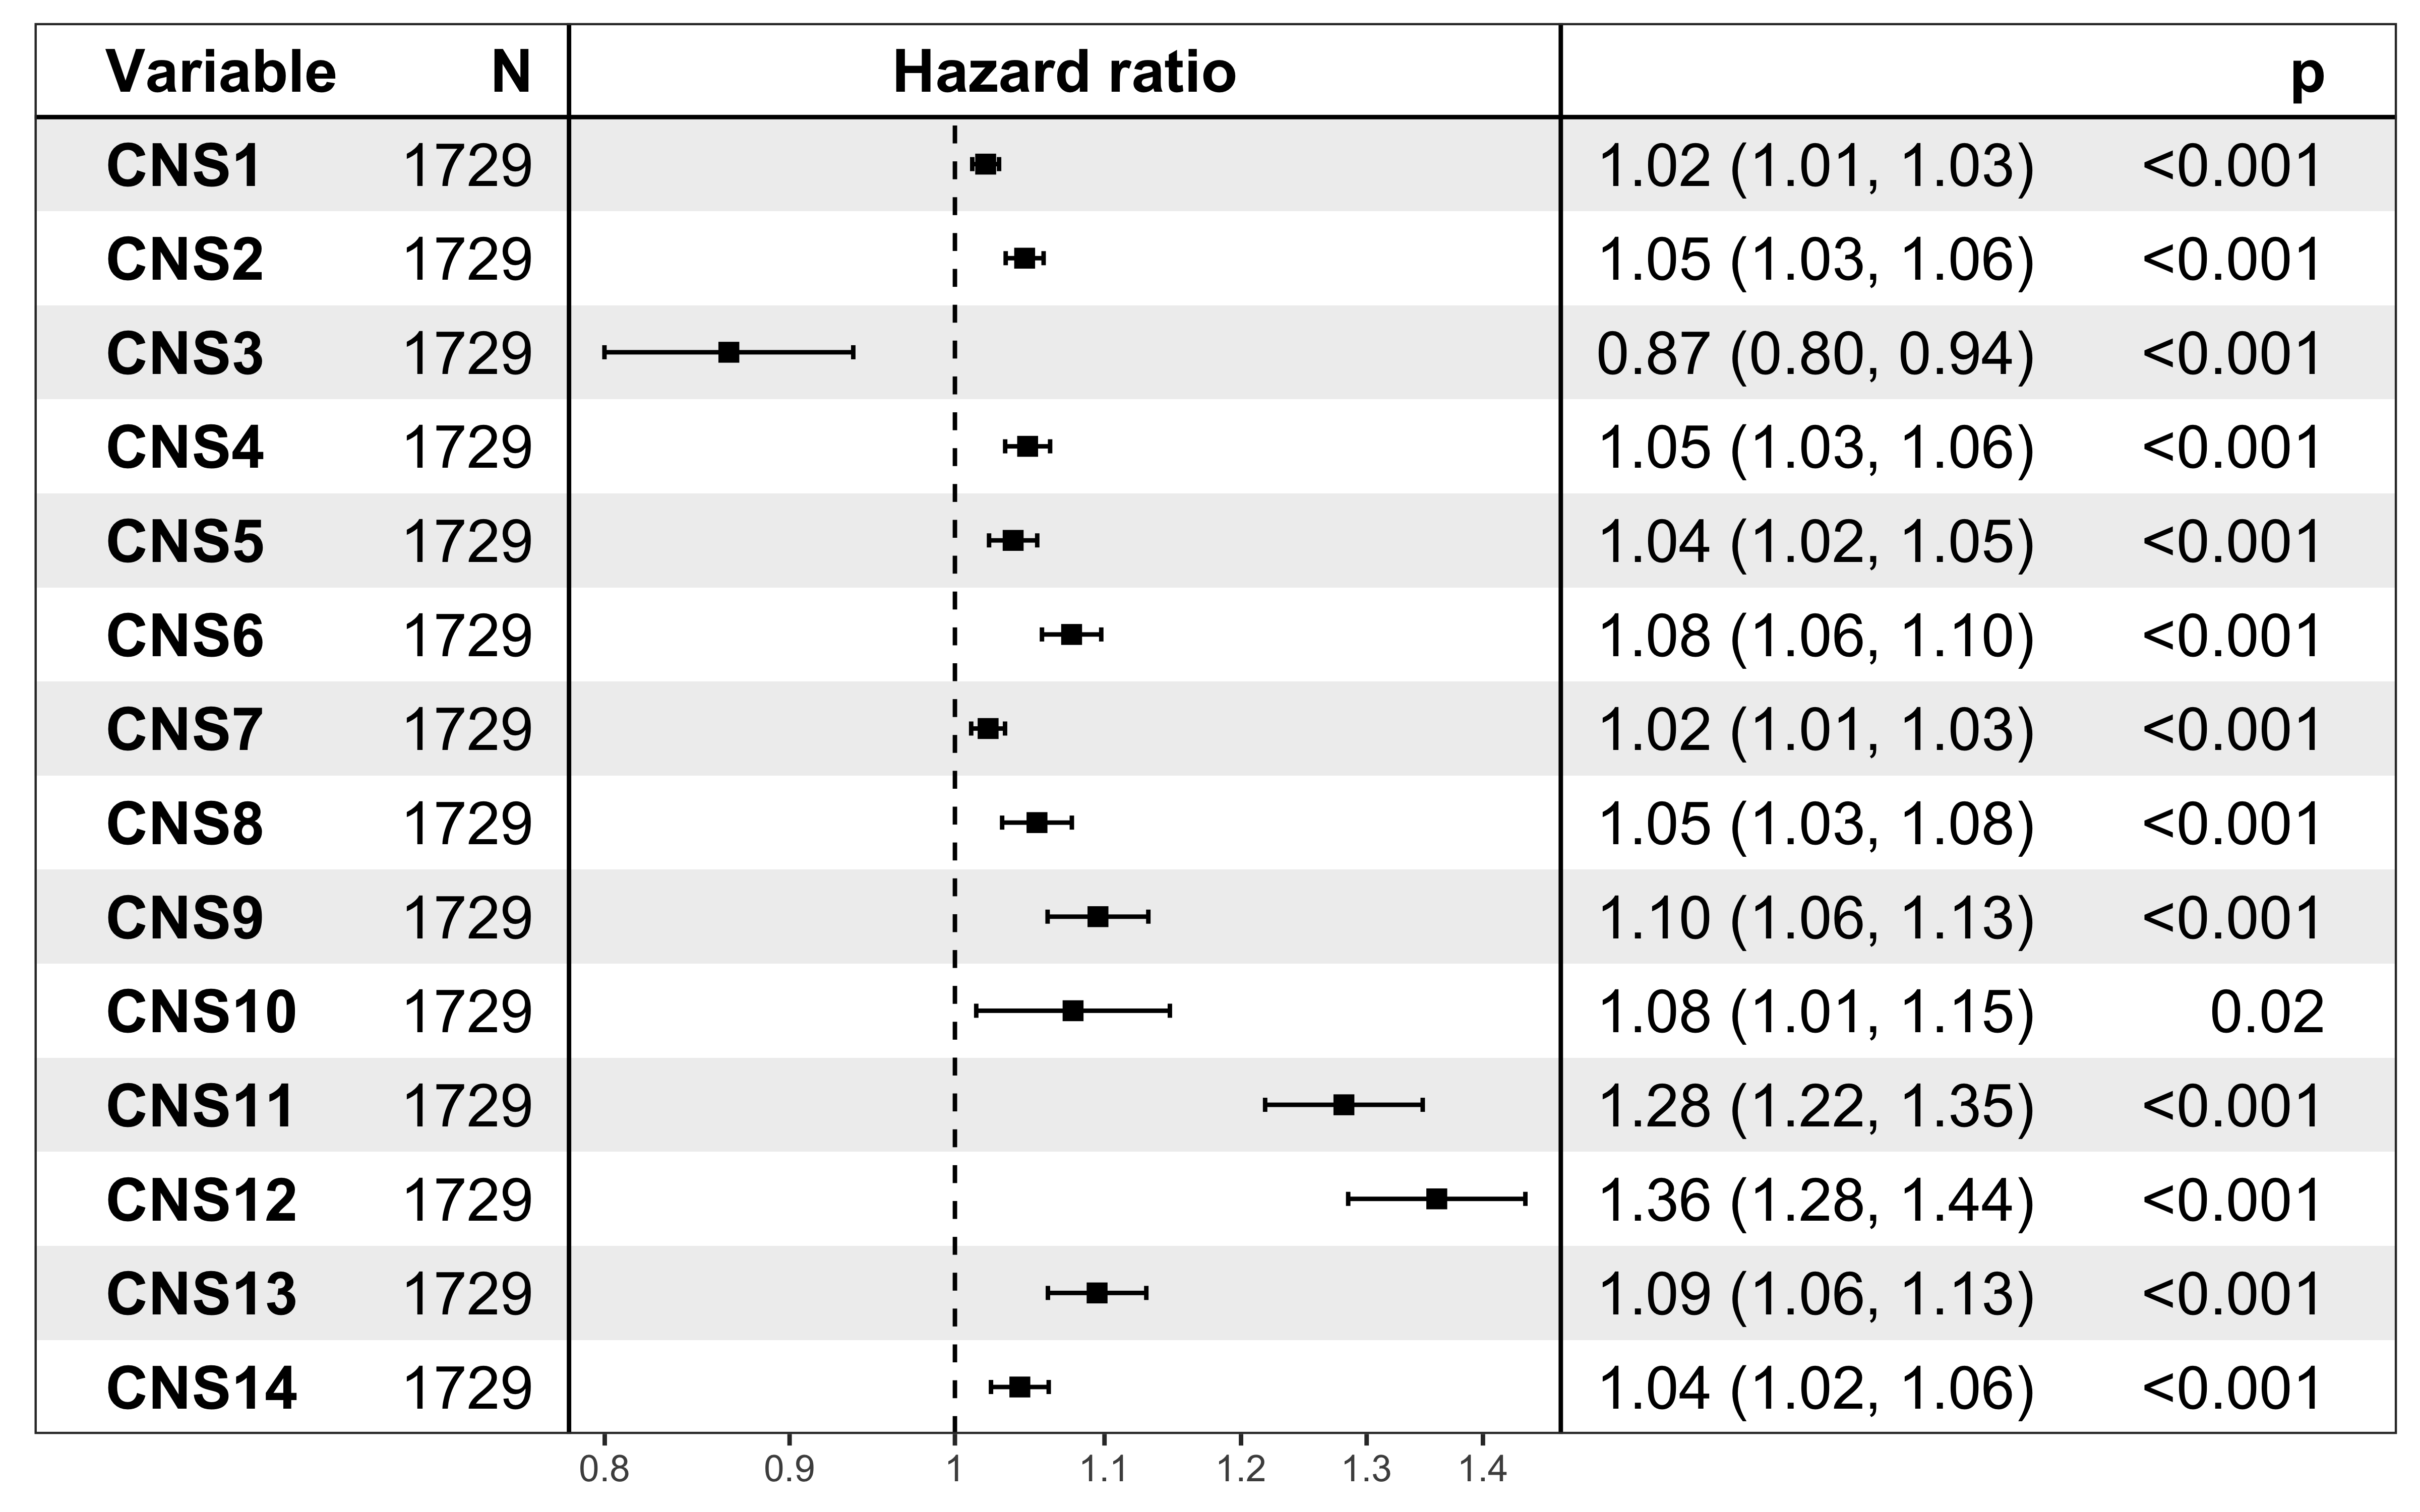 Variable N Hazard ratio p
CNS1 1729 1.02 (1.01, 1.03) <0.001
CNS2 1729 1.05 (1.03, 1.06) <0.001
CNS3 1729 0.87 (0.80, 0.94) <0.001
CNS4 1729 1.05 (1.03, 1.06) <0.001
CNS5 1729 1.04 (1.02, 1.05) <0.001
CNS6 1729 1.08 (1.06, 1.10) <0.001
CNS7 1729 1.02 (1.01, 1.03) <0.001
CNS8 1729 1.05 (1.03, 1.08) <0.001
CNS9 1729 1.10 (1.06, 1.13) <0.001
CNS10 1729 1.08 (1.01, 1.15) 0.02
CNS11 1729 1.28 (1.22, 1.35) <0.001
CNS12 1729 1.36 (1.28, 1.44) <0.001
CNS13 1729 1.09 (1.06, 1.13) <0.001
CNS14 1729 1.04 (1.02, 1.06) <0.001
0.8 0.9 1 1.1 1.2 1.3 1.4